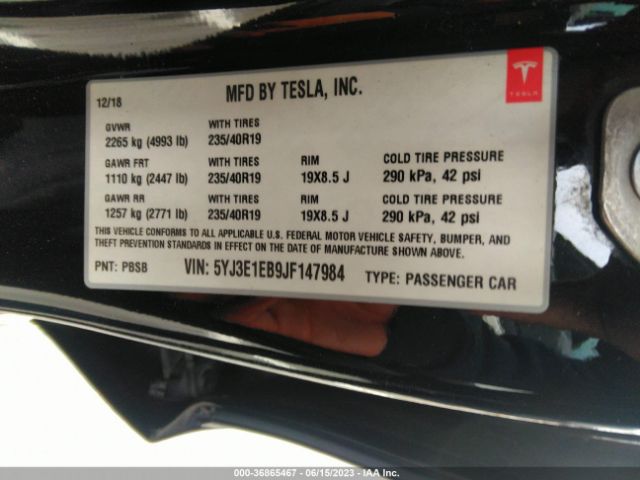 12/18
MFD BY TESLA, INC.
TESLA
GVWR WITH TIRES
2265 kg (4993 lb) 235/40R19
GAWR FRT WITH TIRES RIM COLD TIRE PRESSURE
1110 kg (2447 lb) 235/40R19 19X8.5 J 290 kPa, 42 psi
GAWR RR WITH TIRES RIM COLD TIRE PRESSURE
1257 kg (2771 lb) 235/40R19 19X8.5 J 290 kPa, 42 psi
THIS VEHICLE CONFORMS TO ALL APPLICABLE U.S. FEDERAL MOTOR VEHICLE SAFETY, BUMPER, AND
THEFT PREVENTION STANDARDS IN EFFECT ON THE DATE OF MANUFACTURE SHOWN ABOVE.
PNT: PBSB VIN: 5YJ3E1EB9JF147984 TYPE: PASSENGER CAR
000-36865467 - 06/15/2023 - IAA Inc.